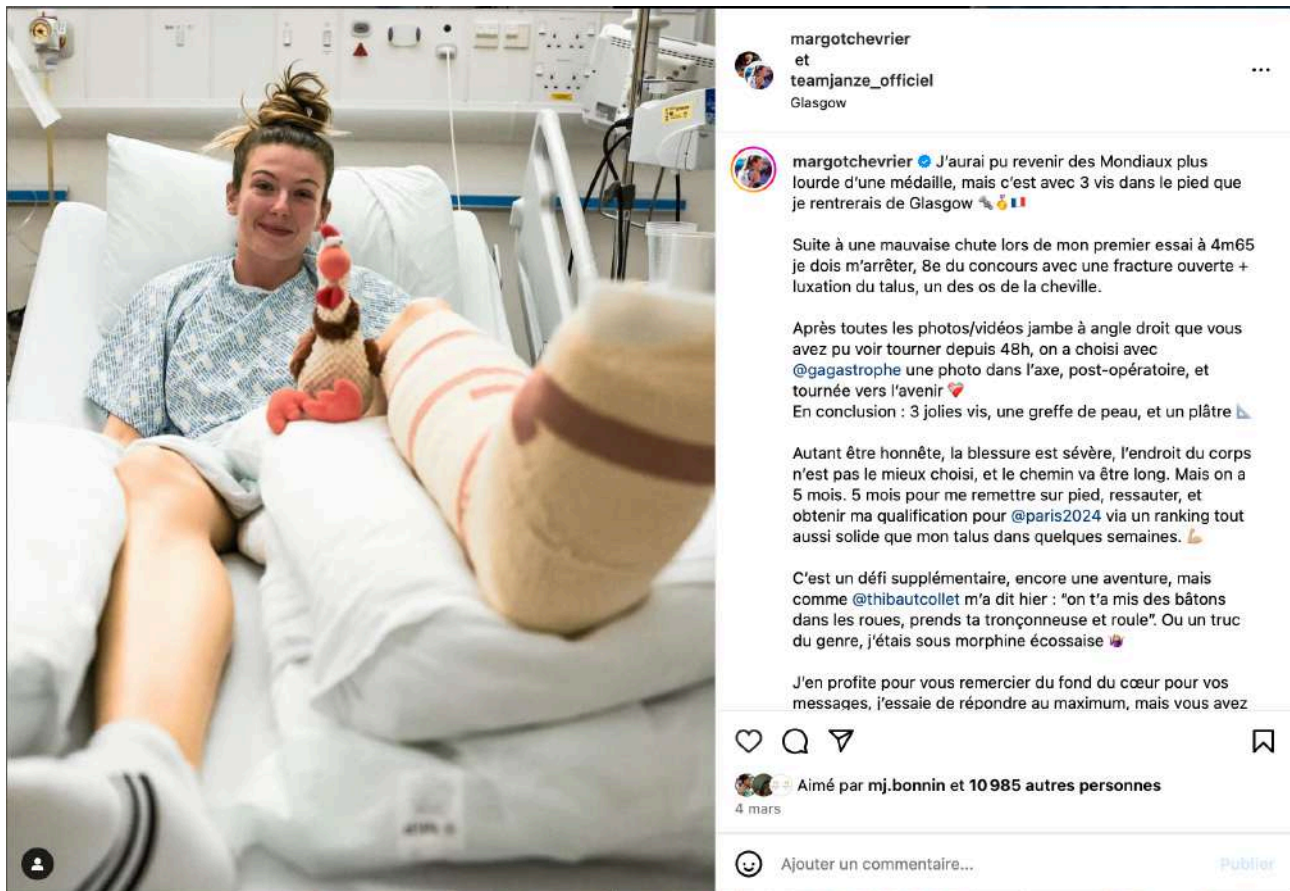 margotchevrier
et
teamjanze_officiel
Glasgow
margotchevrier J'aurai pu revenir des Mondiaux plus
lourde d'une médaille, mais c'est avec 3 vis dans le pied que
je rentrerais de Glasgow 🔩🥇🇫🇷
Suite à une mauvaise chute lors de mon premier essai à 4m65
je dois m'arrêter, 8e du concours avec une fracture ouverte +
luxation du talus, un des os de la cheville.
Après toutes les photos/vidéos jambe à angle droit que vous
avez pu voir tourner depuis 48h, on a choisi avec
@gagastrophe une photo dans l'axe, post-opératoire, et
tournée vers l'avenir ❤️‍🩹
En conclusion : 3 jolies vis, une greffe de peau, et un plâtre 📐
Autant être honnête, la blessure est sévère, l'endroit du corps
n'est pas le mieux choisi, et le chemin va être long. Mais on a
5 mois. 5 mois pour me remettre sur pied, ressauter, et
obtenir ma qualification pour @paris2024 via un ranking tout
aussi solide que mon talus dans quelques semaines. 💪🏼
C'est un défi supplémentaire, encore une aventure, mais
comme @thibautcollet m'a dit hier : “on t'a mis des bâtons
dans les roues, prends ta tronçonneuse et roule”. Ou un truc
du genre, j'étais sous morphine écossaise 🤷🏼‍♀️
J'en profite pour vous remercier du fond du cœur pour vos
messages, j'essaie de répondre au maximum, mais vous avez
Aimé par mj.bonnin et 10 985 autres personnes
4 mars
Ajouter un commentaire...
Publier